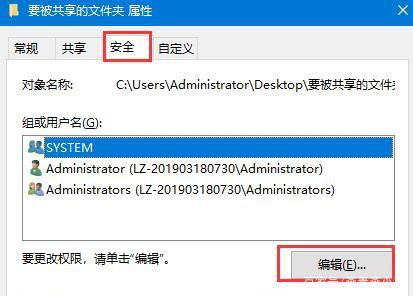 要被共享的文件夹 属性
常规 共享 安全 自定义
对象名称: C:\Users\Administrator\Desktop\要被共享的文件夹
组或用户名(G):
SYSTEM
Administrator (LZ-201903180730\Administrator)
Administrators (LZ-201903180730\Administrators)
要更改权限，请单击“编辑”。
编辑(E)...